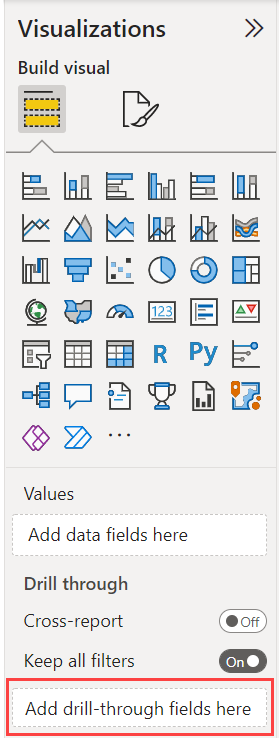 Visualizations
Build visual
123
R
Py
Values
Add data fields here
Drill through
Cross-report
Off
Keep all filters
On
Add drill-through fields here